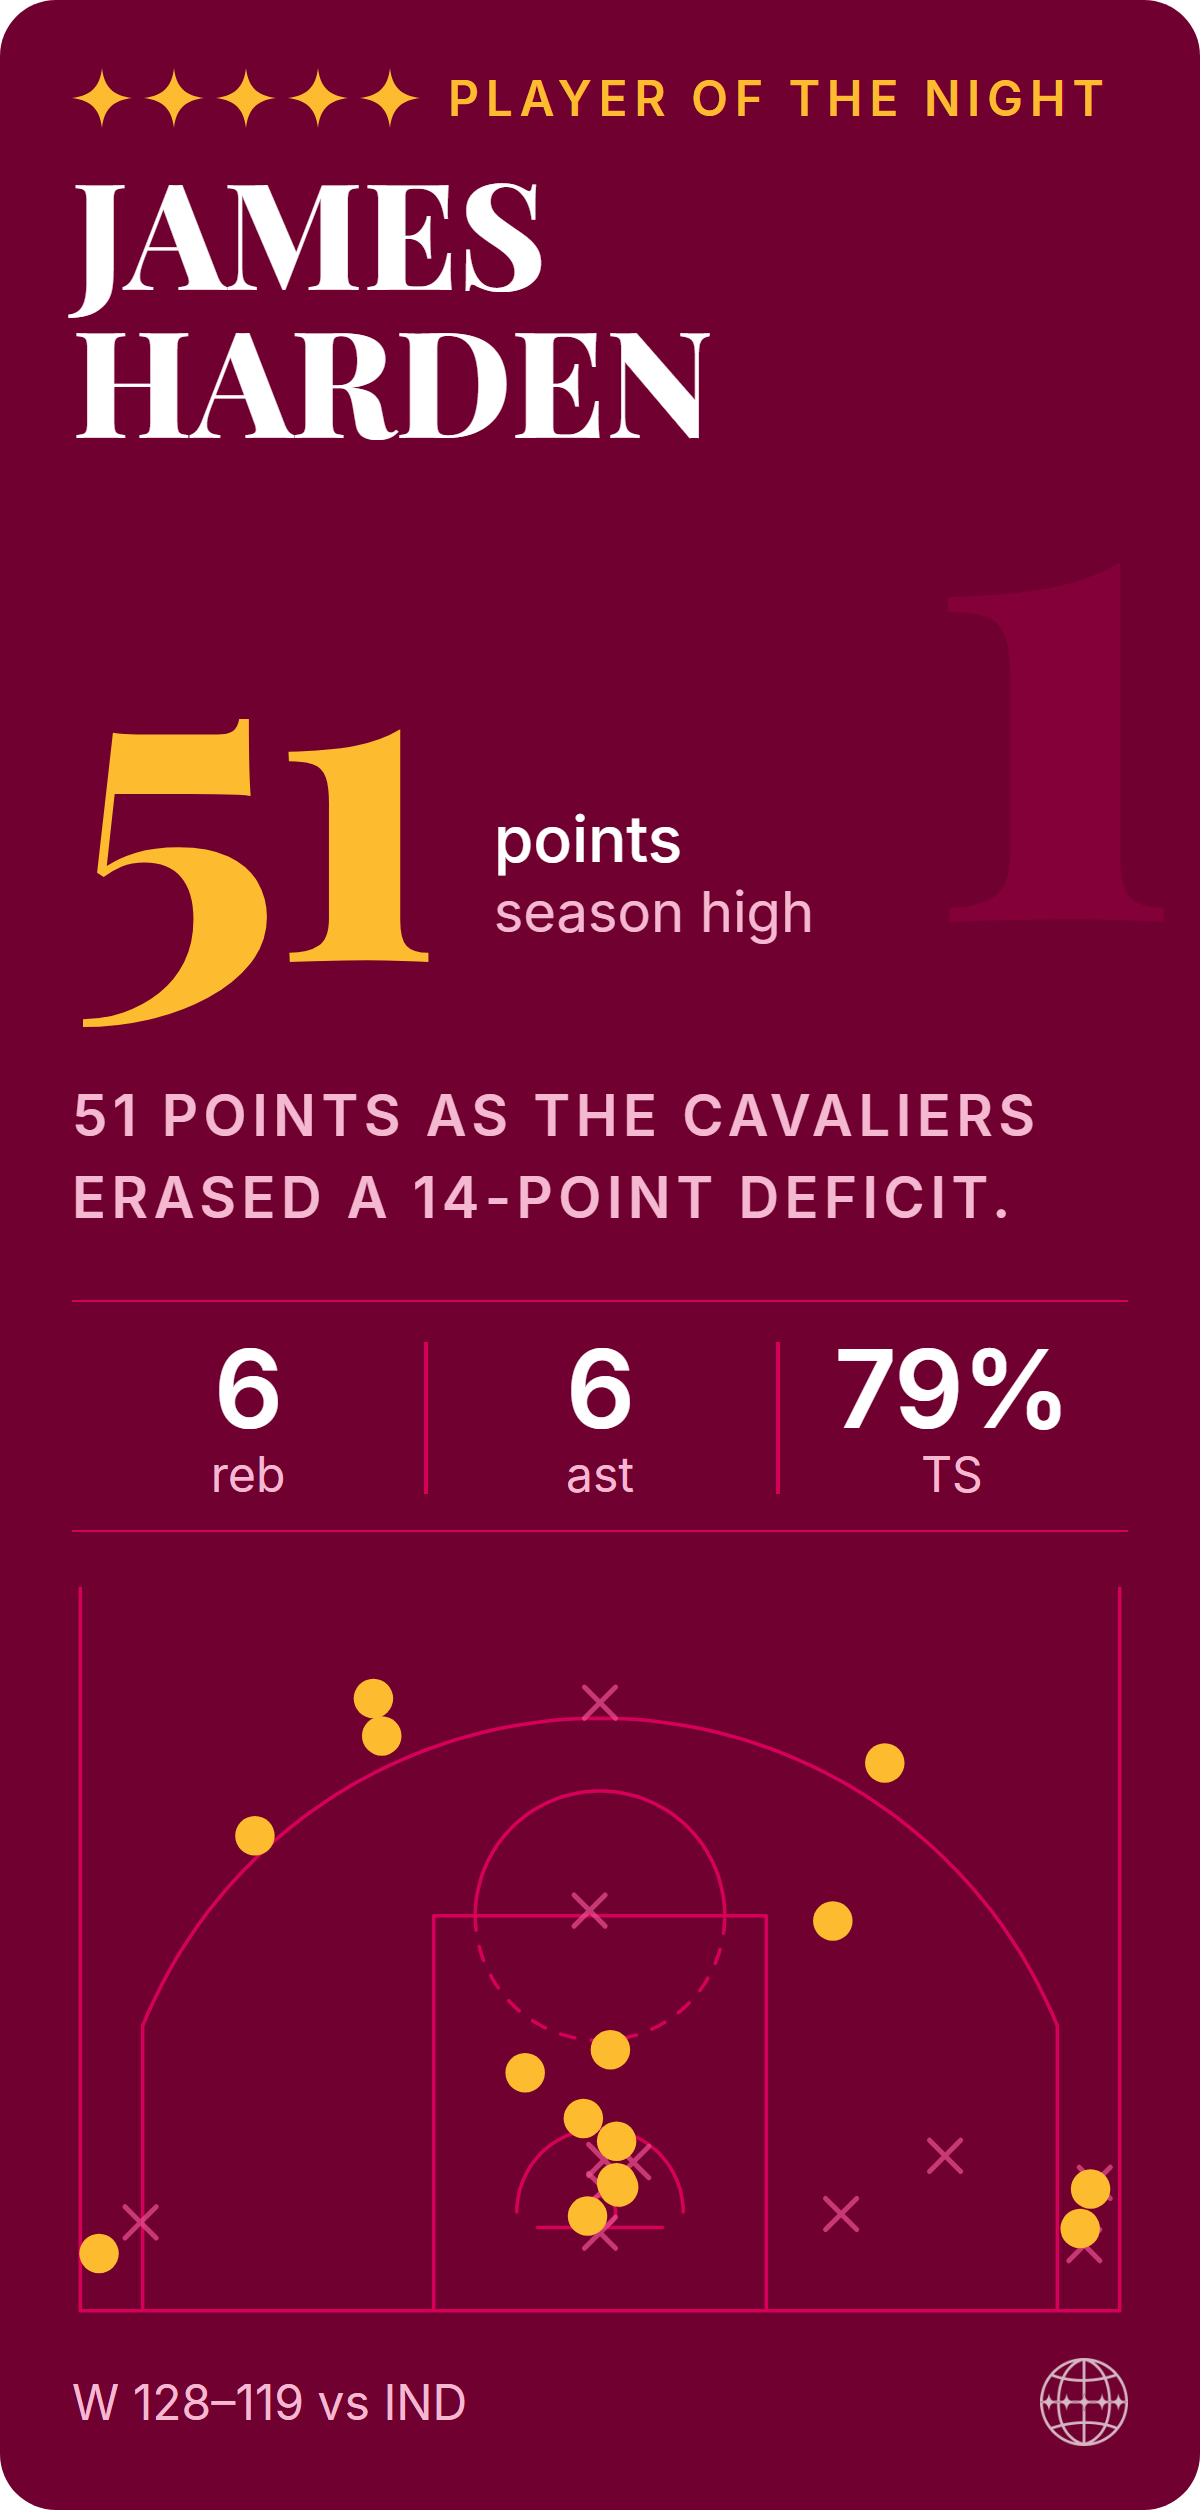 PLAYER OF THE NIGHT
JAMES
HARDEN
1
51
points
season high
51 POINTS AS THE CAVALIERS
ERASED A 14-POINT DEFICIT.
6
reb
6
ast
79%
TS
W 128–119 vs IND